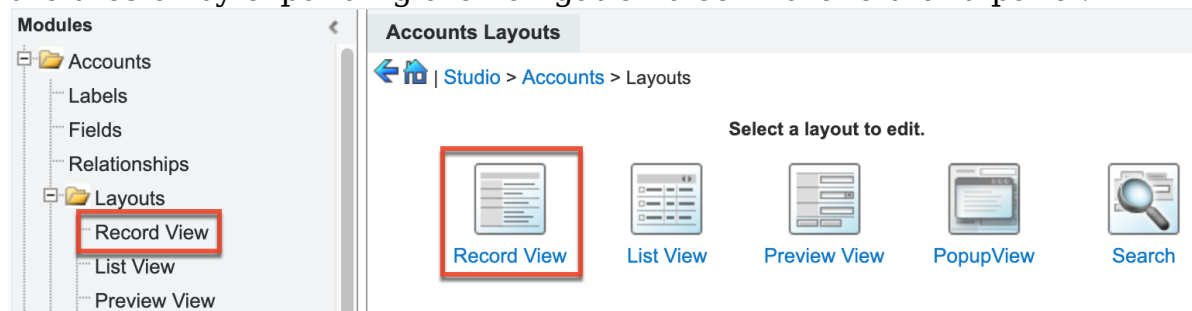 Modules
Accounts
Labels
Fields
Relationships
Layouts
Record View
List View
Preview View
Accounts Layouts
| Studio > Accounts > Layouts
Select a layout to edit.
Record View List View Preview View PopupView Search